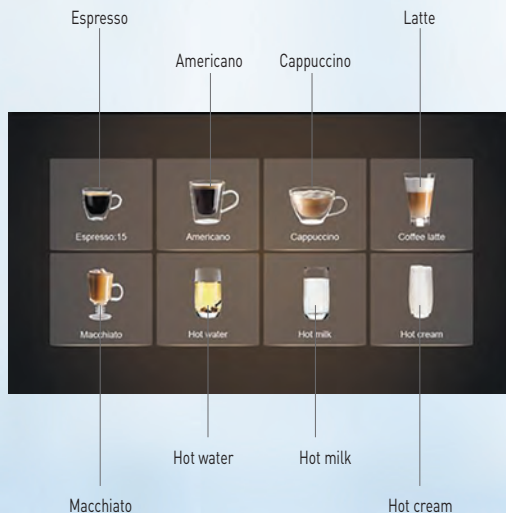 Espresso
Latte
Americano
Cappuccino
Espresso:15
Americano
Cappuccino
Coffee latte
Macchiato
Hot water
Hot milk
Hot cream
Hot water
Hot milk
Macchiato
Hot cream